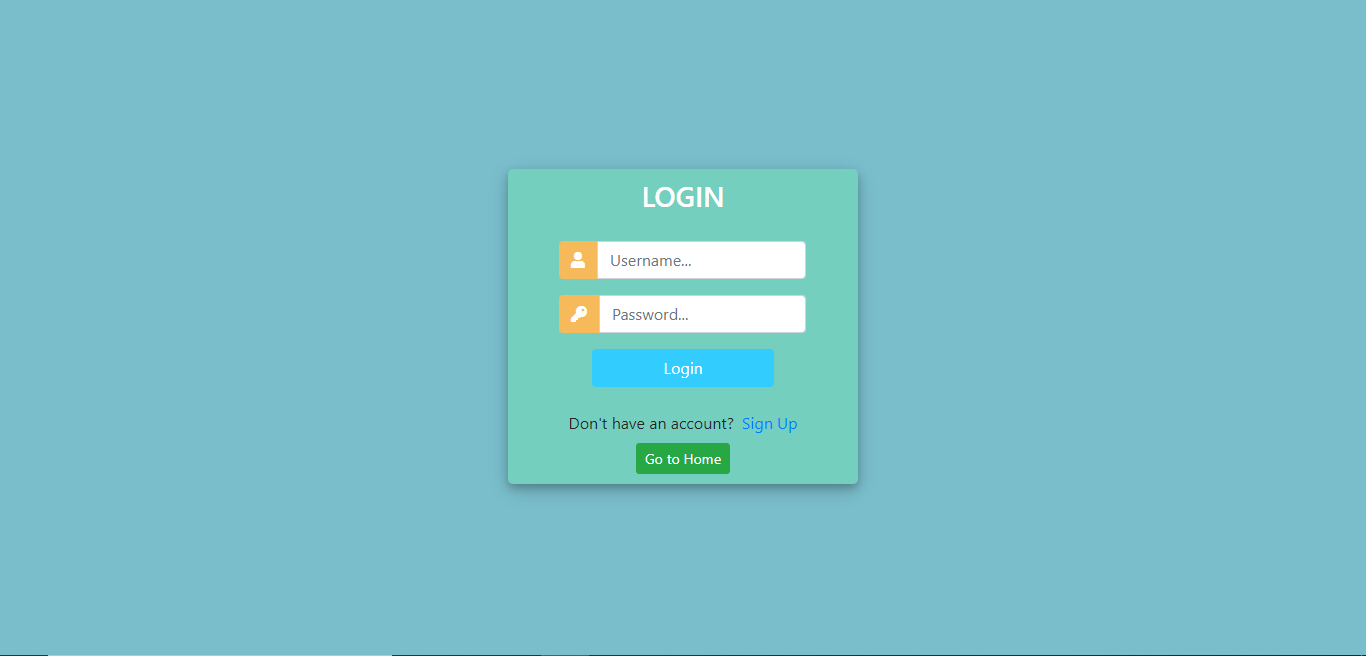 LOGIN
Username...
Password...
Login
Don't have an account? Sign Up
Go to Home